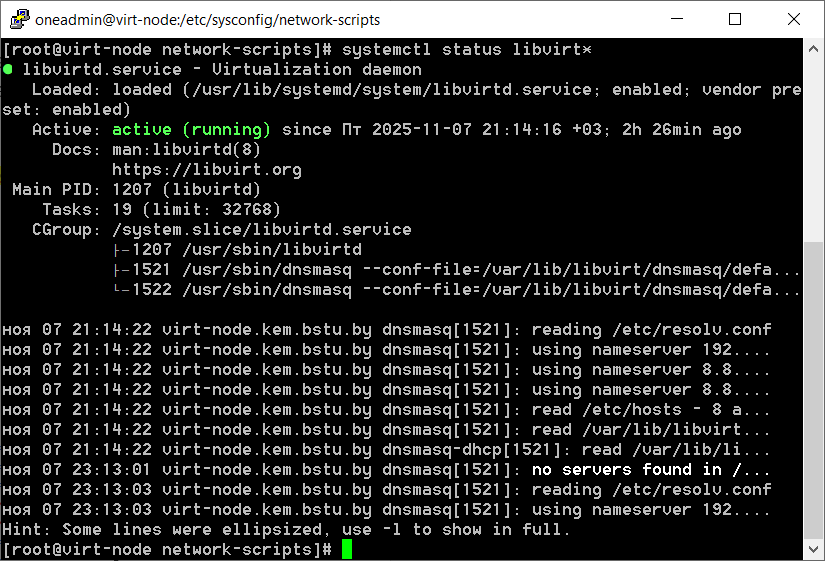 oneadmin@virt-node:/etc/sysconfig/network-scripts
[root@virt-node network-scripts]# systemctl status libvirt*
● libvirtd.service - Virtualization daemon
   Loaded: loaded (/usr/lib/systemd/system/libvirtd.service; enabled; vendor pre
set: enabled)
   Active: active (running) since Пт 2025-11-07 21:14:16 +03; 2h 26min ago
     Docs: man:libvirtd(8)
           https://libvirt.org
 Main PID: 1207 (libvirtd)
    Tasks: 19 (limit: 32768)
   CGroup: /system.slice/libvirtd.service
           ├─1207 /usr/sbin/libvirtd
           ├─1521 /usr/sbin/dnsmasq --conf-file=/var/lib/libvirt/dnsmasq/defa...
           └─1522 /usr/sbin/dnsmasq --conf-file=/var/lib/libvirt/dnsmasq/defa...
ноя 07 21:14:22 virt-node.kem.bstu.by dnsmasq[1521]: reading /etc/resolv.conf
ноя 07 21:14:22 virt-node.kem.bstu.by dnsmasq[1521]: using nameserver 192....
ноя 07 21:14:22 virt-node.kem.bstu.by dnsmasq[1521]: using nameserver 8.8....
ноя 07 21:14:22 virt-node.kem.bstu.by dnsmasq[1521]: using nameserver 8.8....
ноя 07 21:14:22 virt-node.kem.bstu.by dnsmasq[1521]: read /etc/hosts - 8 a...
ноя 07 21:14:22 virt-node.kem.bstu.by dnsmasq[1521]: read /var/lib/libvirt...
ноя 07 21:14:22 virt-node.kem.bstu.by dnsmasq-dhcp[1521]: read /var/lib/li...
ноя 07 23:13:01 virt-node.kem.bstu.by dnsmasq[1521]: no servers found in /...
ноя 07 23:13:03 virt-node.kem.bstu.by dnsmasq[1521]: reading /etc/resolv.conf
ноя 07 23:13:03 virt-node.kem.bstu.by dnsmasq[1521]: using nameserver 192....
Hint: Some lines were ellipsized, use -l to show in full.
[root@virt-node network-scripts]#